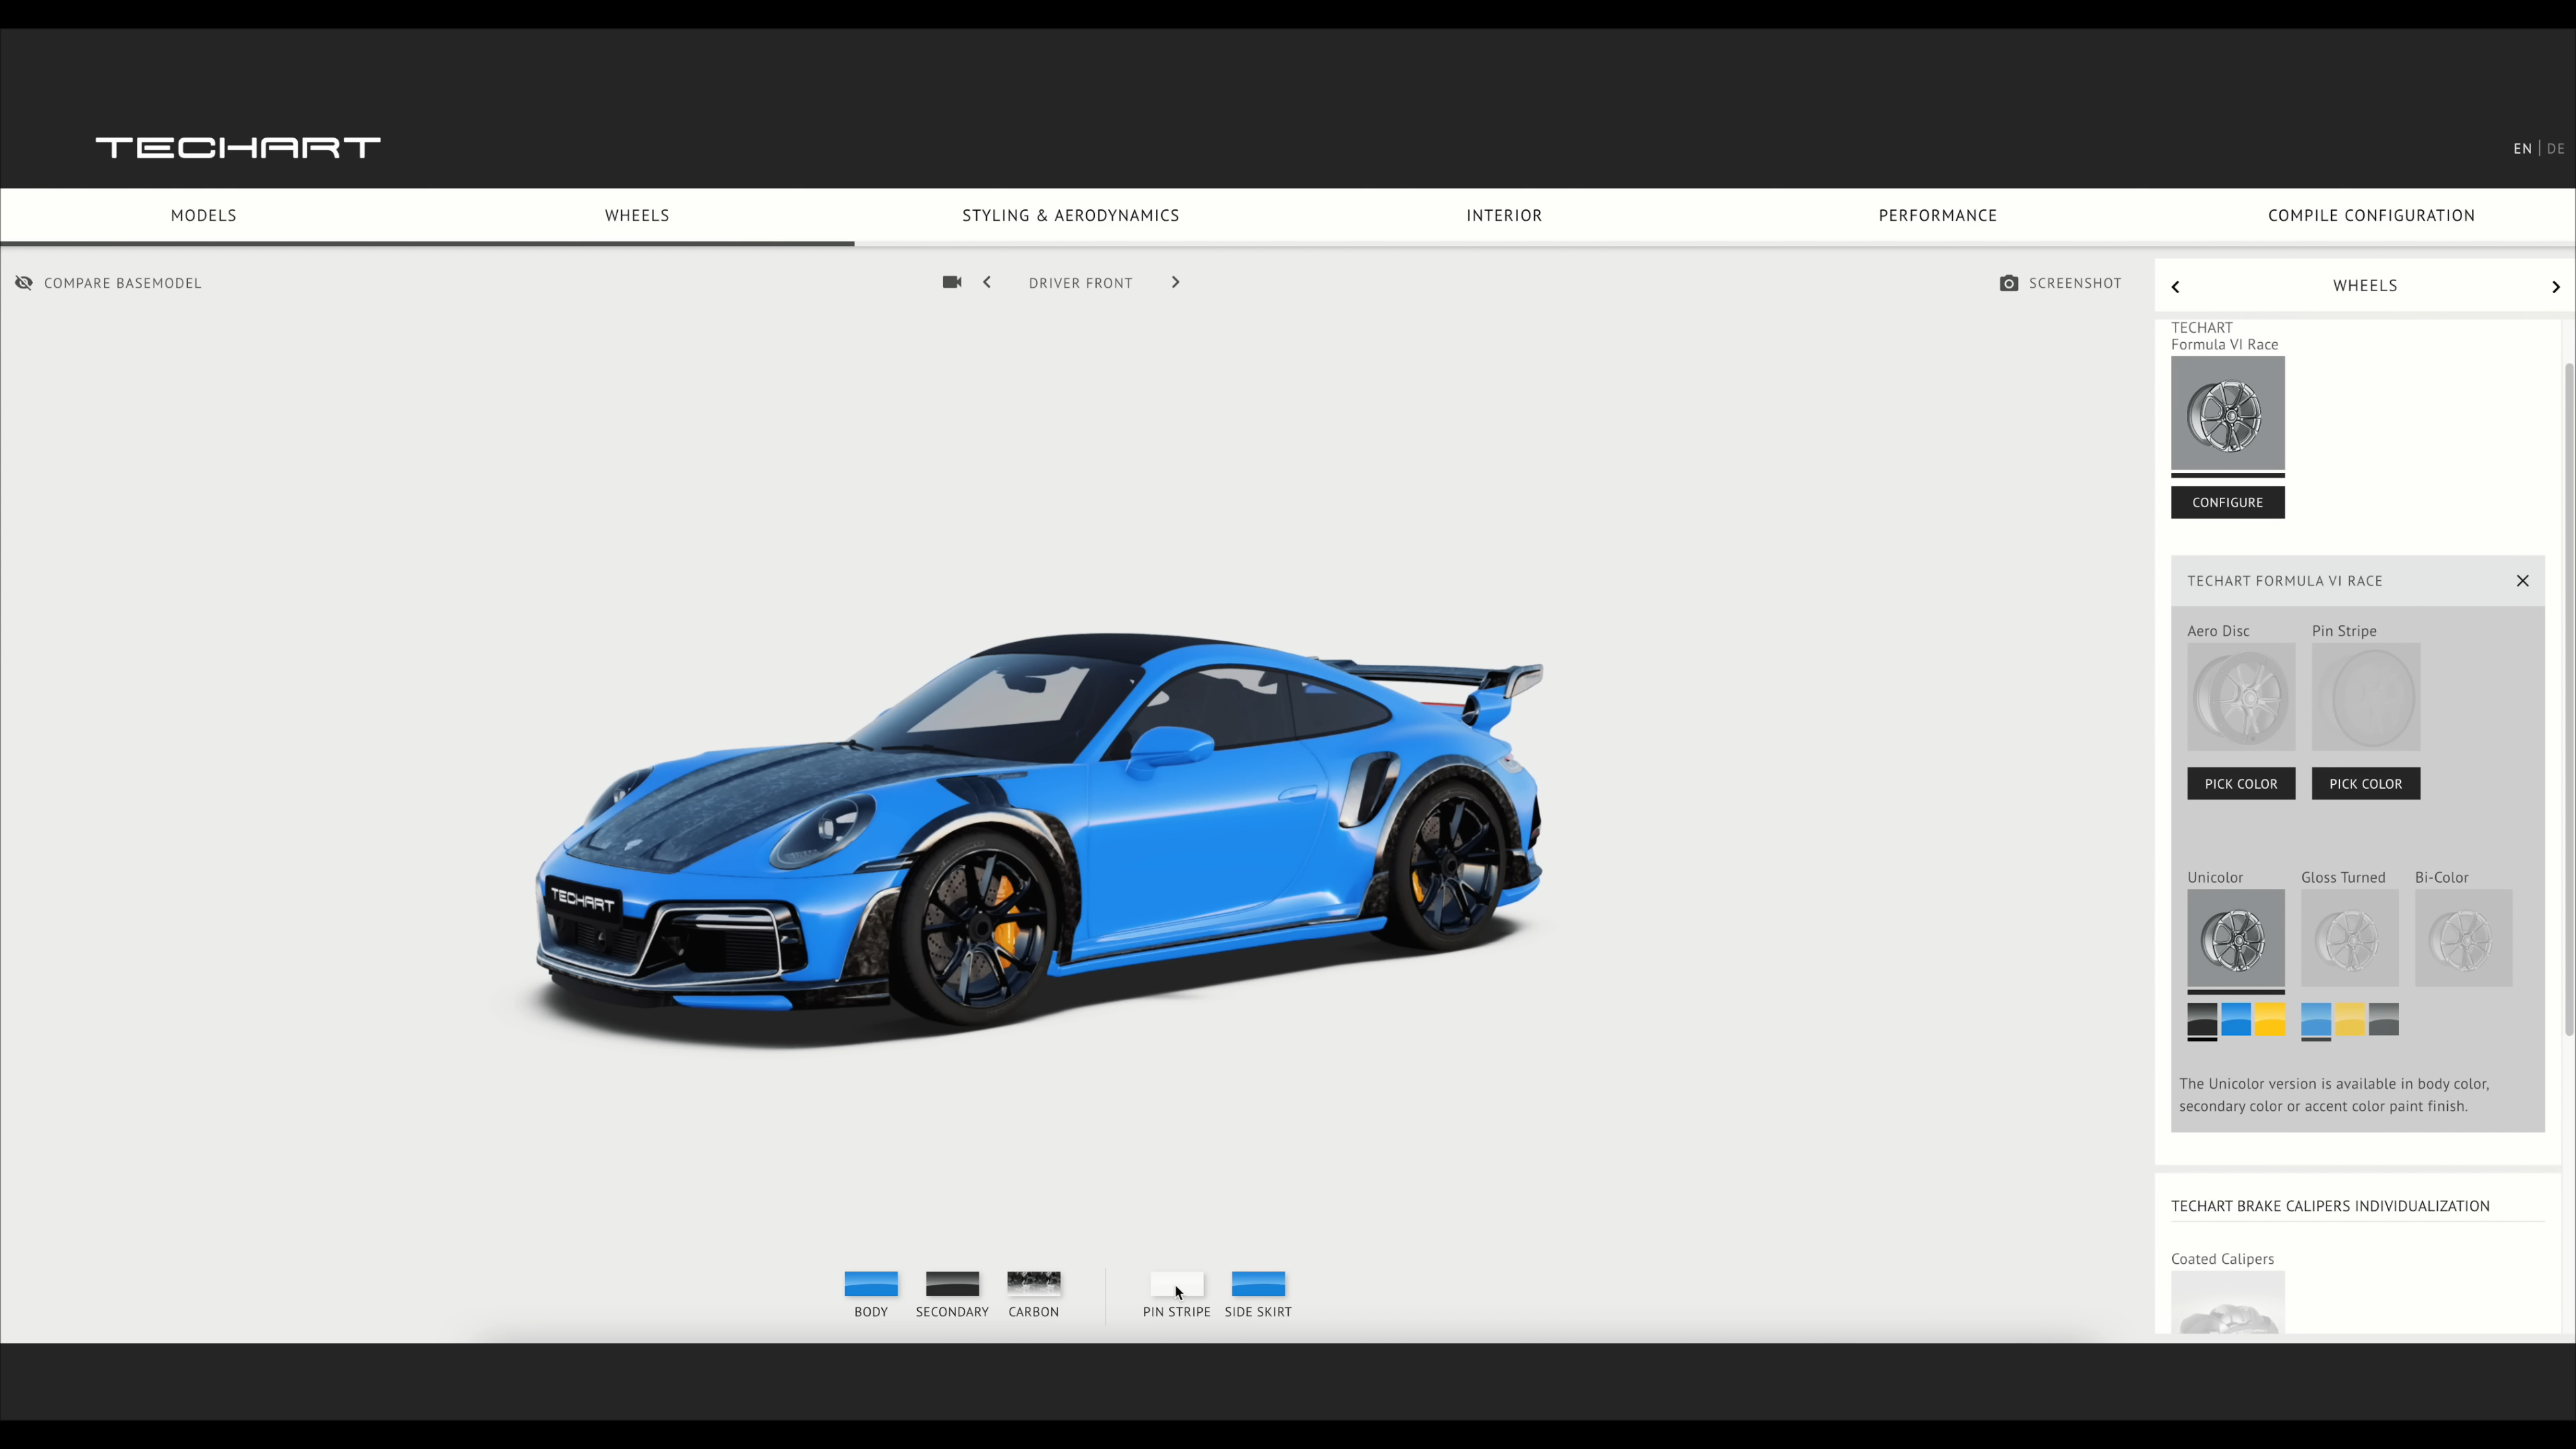 TECHART
EN | DE
MODELS
WHEELS
STYLING & AERODYNAMICS
INTERIOR
PERFORMANCE
COMPILE CONFIGURATION
COMPARE BASEMODEL
DRIVER FRONT
SCREENSHOT
WHEELS
TECHART
Formula VI Race
CONFIGURE
TECHART FORMULA VI RACE
Aero Disc
Pin Stripe
PICK COLOR
PICK COLOR
Unicolor
Gloss Turned
Bi-Color
The Unicolor version is available in body color,
secondary color or accent color paint finish.
TECHART BRAKE CALIPERS INDIVIDUALIZATION
Coated Calipers
TECHART
BODY
SECONDARY
CARBON
PIN STRIPE
SIDE SKIRT